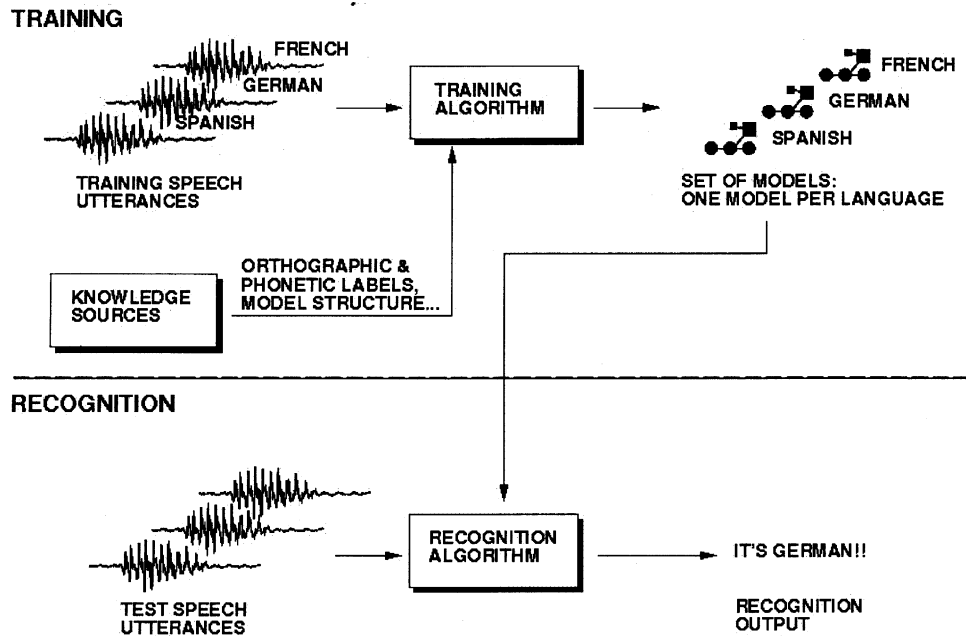 TRAINING
FRENCH
GERMAN
SPANISH
TRAINING SPEECH
UTTERANCES
TRAINING
ALGORITHM
FRENCH
GERMAN
SPANISH
SET OF MODELS:
ONE MODEL PER LANGUAGE
KNOWLEDGE
SOURCES
ORTHOGRAPHIC &
PHONETIC LABELS,
MODEL STRUCTURE...
RECOGNITION
TEST SPEECH
UTTERANCES
RECOGNITION
ALGORITHM
IT'S GERMAN!!
RECOGNITION
OUTPUT